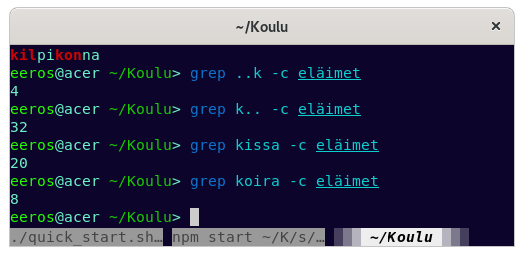 ~/Koulu ×
kilpikonna
eeros@acer ~/Koulu> grep ..k -c eläimet
4
eeros@acer ~/Koulu> grep k.. -c eläimet
32
eeros@acer ~/Koulu> grep kissa -c eläimet
20
eeros@acer ~/Koulu> grep koira -c eläimet
8
eeros@acer ~/Koulu>
./quick_start.sh… npm start ~/K/s/… ~/Koulu